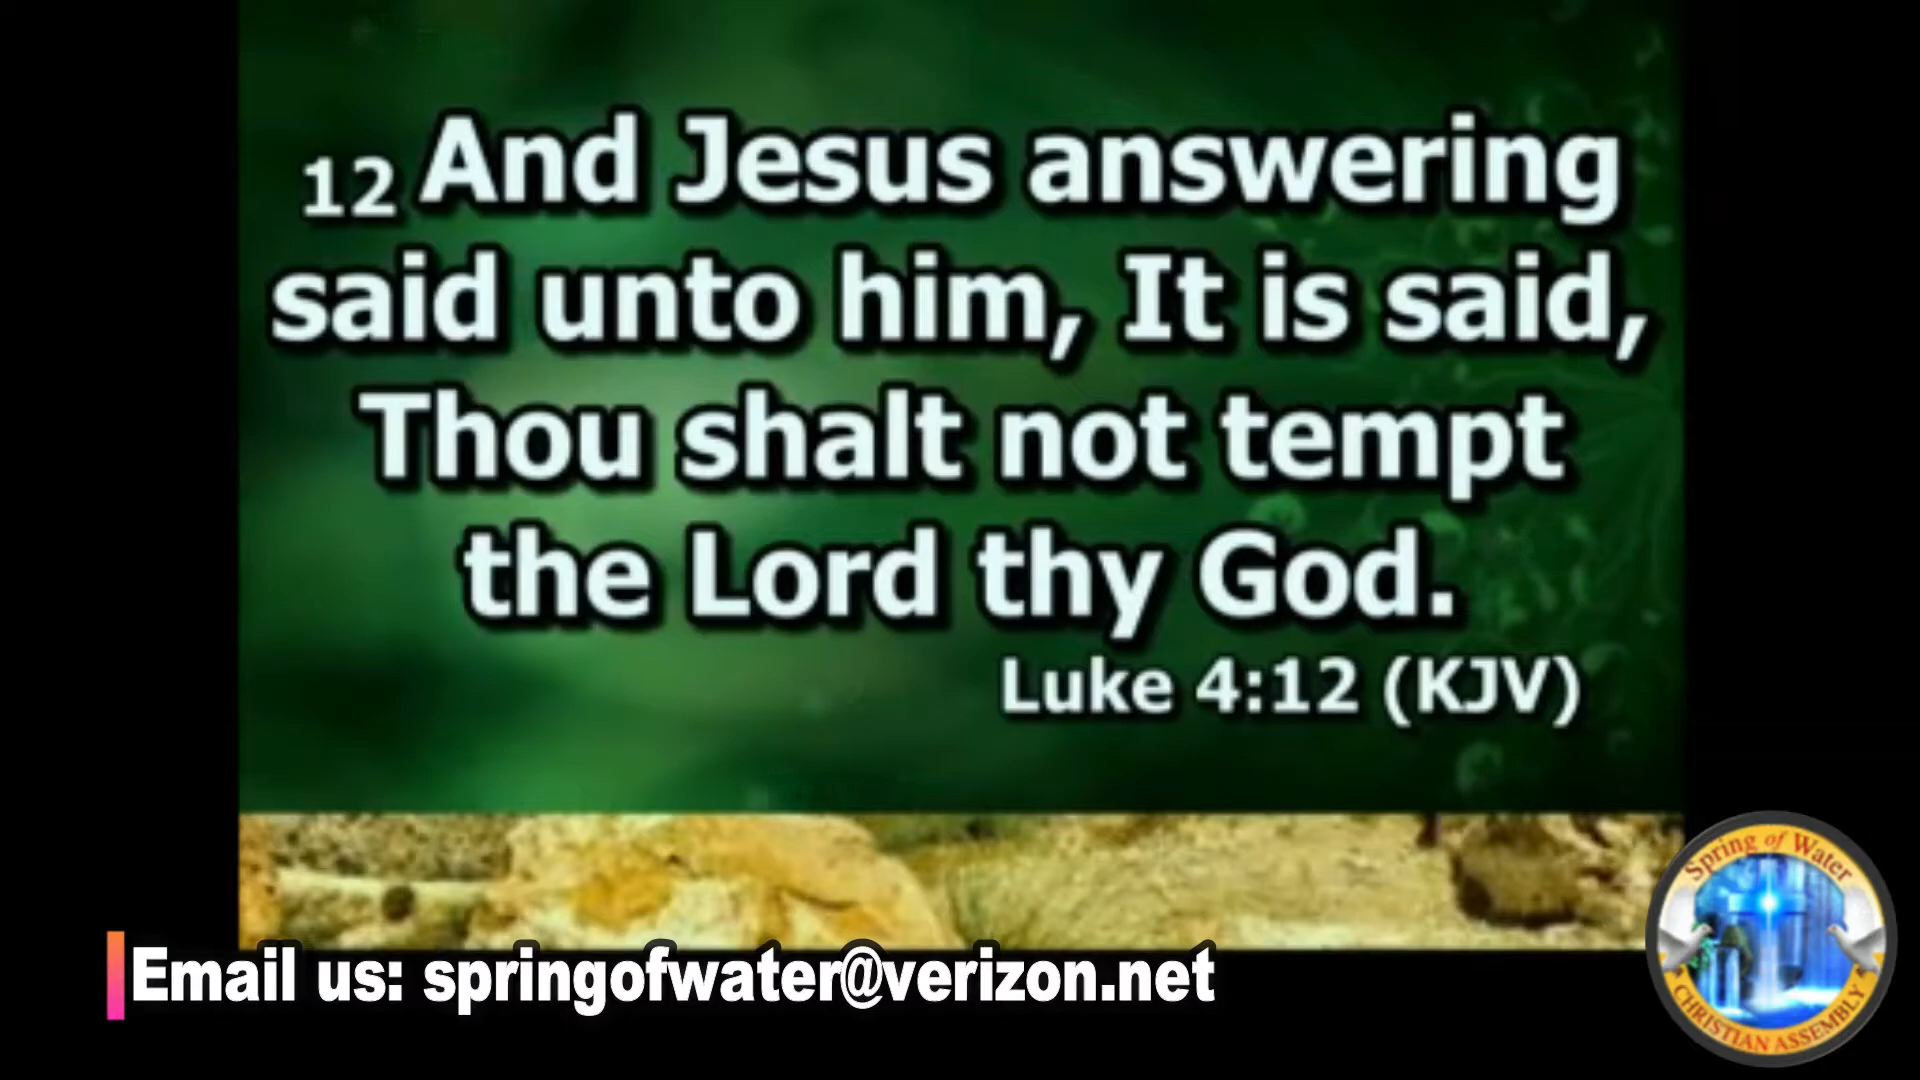 12 And Jesus answering
said unto him, It is said,
Thou shalt not tempt
the Lord thy God.
Luke 4:12 (KJV)
Email us: springofwater@verizon.net
Spring of Water
CHRISTIAN ASSEMBLY